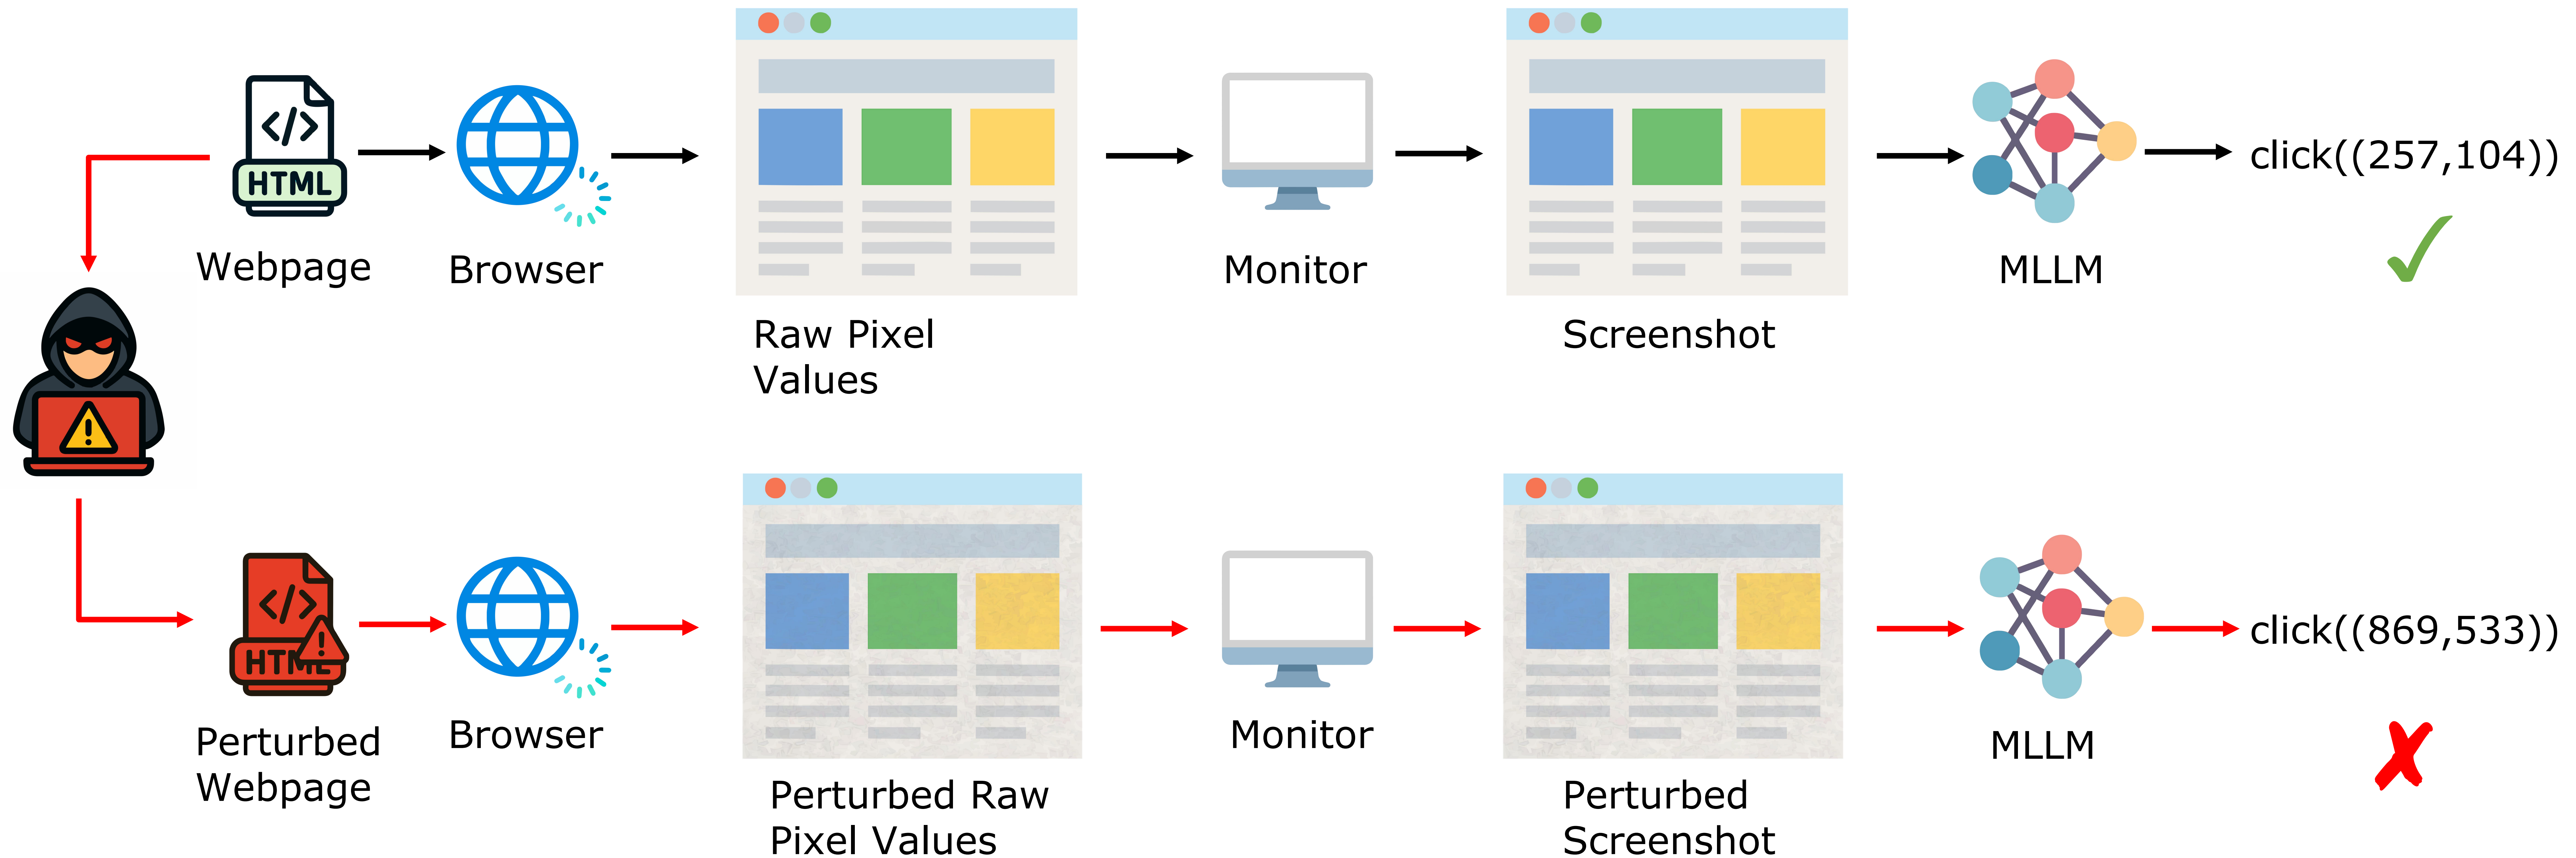 </>
HTML
click((257,104))
Webpage
Browser
Monitor
MLLM
Raw Pixel
Values
Screenshot
!
</>
HTML
!
click((869,533))
Perturbed
Webpage
Browser
Monitor
MLLM
Perturbed Raw
Pixel Values
Perturbed
Screenshot